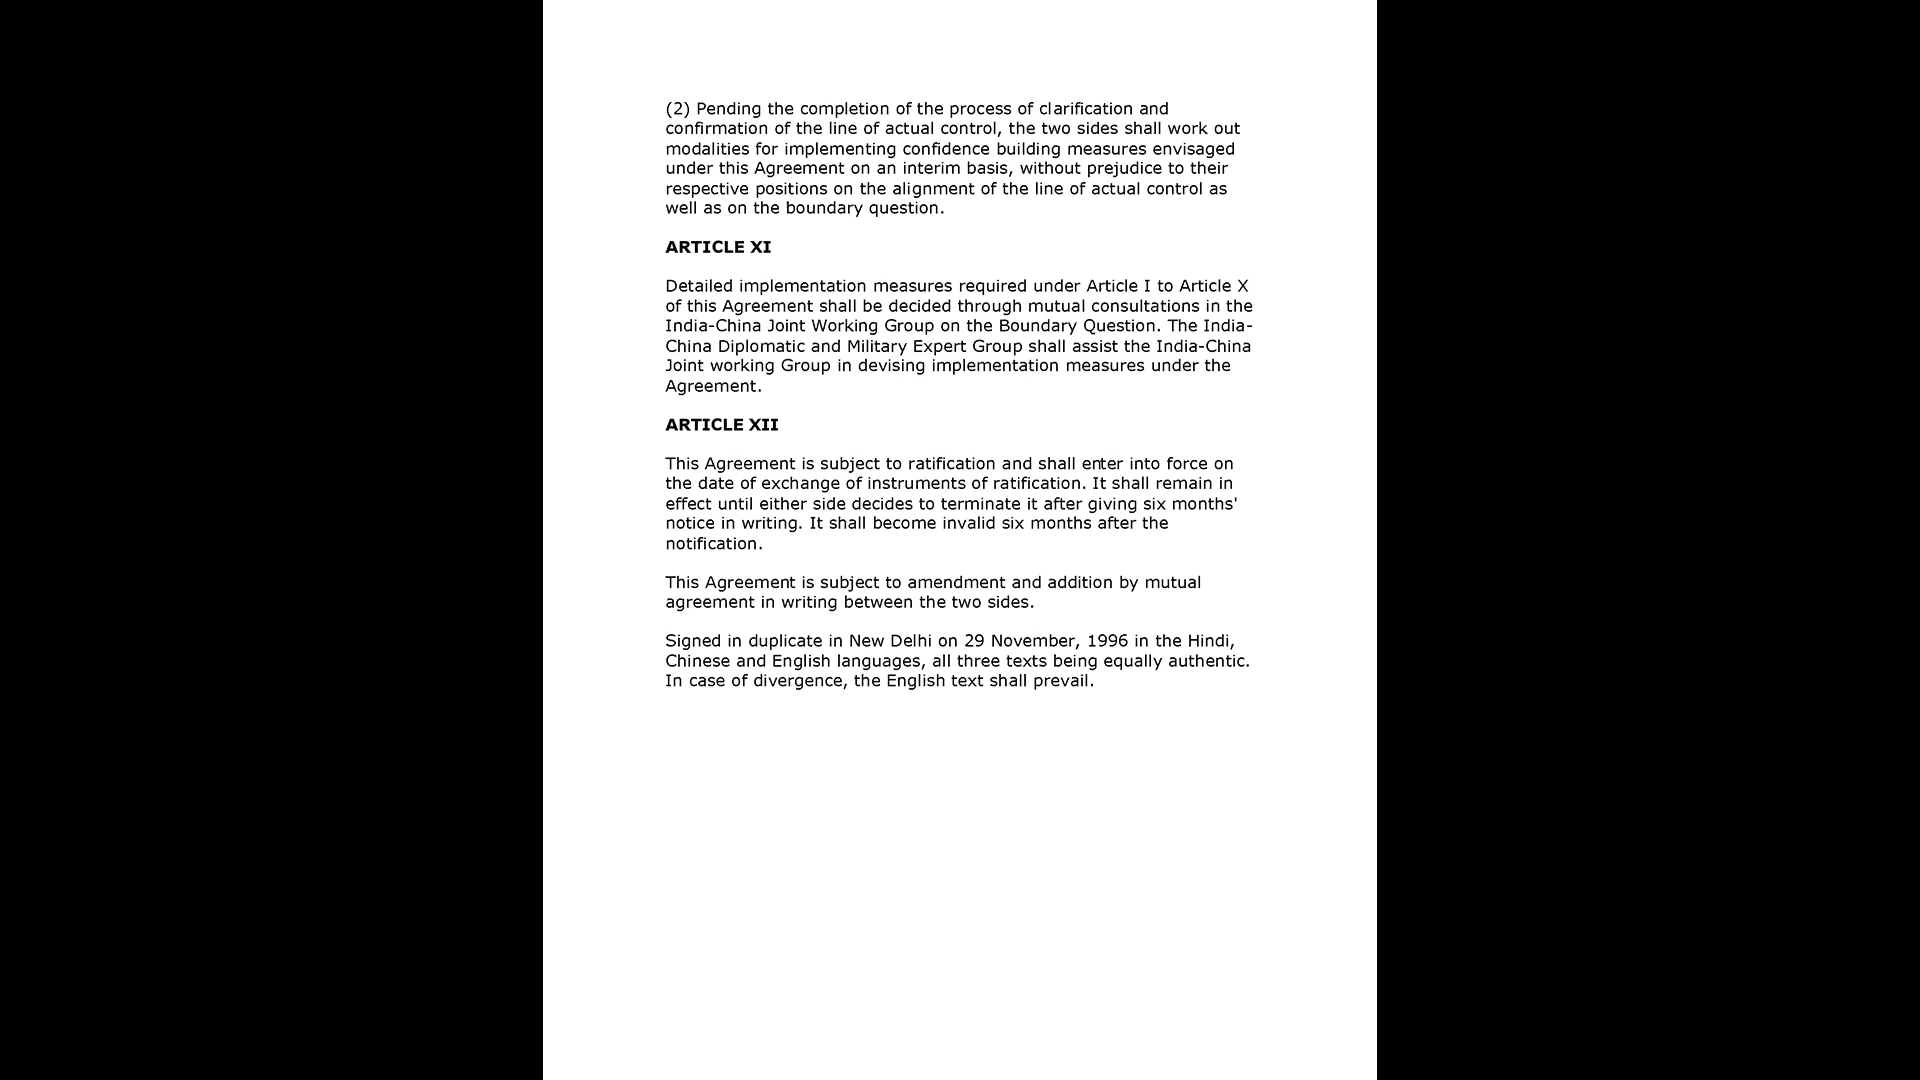 (2) Pending the completion of the process of clarification and
confirmation of the line of actual control, the two sides shall work out
modalities for implementing confidence building measures envisaged
under this Agreement on an interim basis, without prejudice to their
respective positions on the alignment of the line of actual control as
well as on the boundary question.
ARTICLE XI
Detailed implementation measures required under Article I to Article X
of this Agreement shall be decided through mutual consultations in the
India-China Joint Working Group on the Boundary Question. The India-
China Diplomatic and Military Expert Group shall assist the India-China
Joint working Group in devising implementation measures under the
Agreement.
ARTICLE XII
This Agreement is subject to ratification and shall enter into force on
the date of exchange of instruments of ratification. It shall remain in
effect until either side decides to terminate it after giving six months'
notice in writing. It shall become invalid six months after the
notification.
This Agreement is subject to amendment and addition by mutual
agreement in writing between the two sides.
Signed in duplicate in New Delhi on 29 November, 1996 in the Hindi,
Chinese and English languages, all three texts being equally authentic.
In case of divergence, the English text shall prevail.